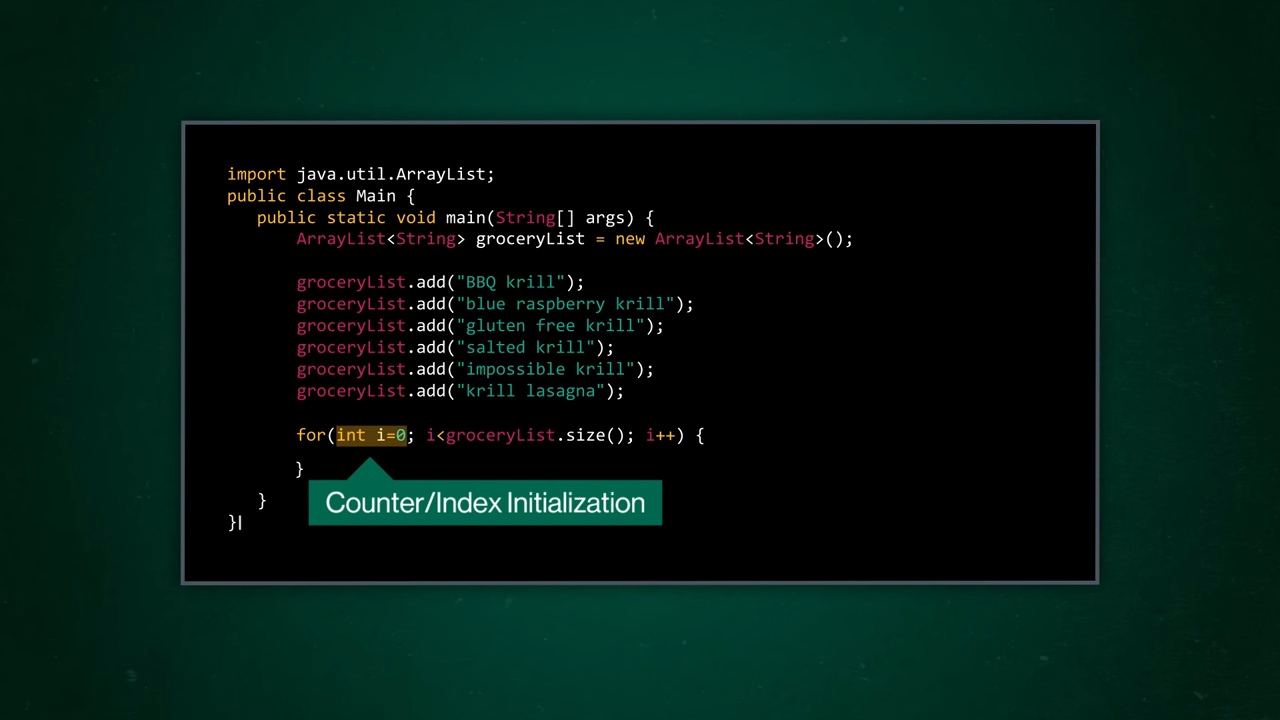 import java.util.ArrayList;
public class Main {
public static void main(String[] args) {
ArrayList<String> groceryList = new ArrayList<String>();
groceryList.add("BBQ krill");
groceryList.add("blue raspberry krill");
groceryList.add("gluten free krill");
groceryList.add("salted krill");
groceryList.add("impossible krill");
groceryList.add("krill lasagna");
for(int i=0; i<groceryList.size(); i++) {
}
Counter/Index Initialization
}
}